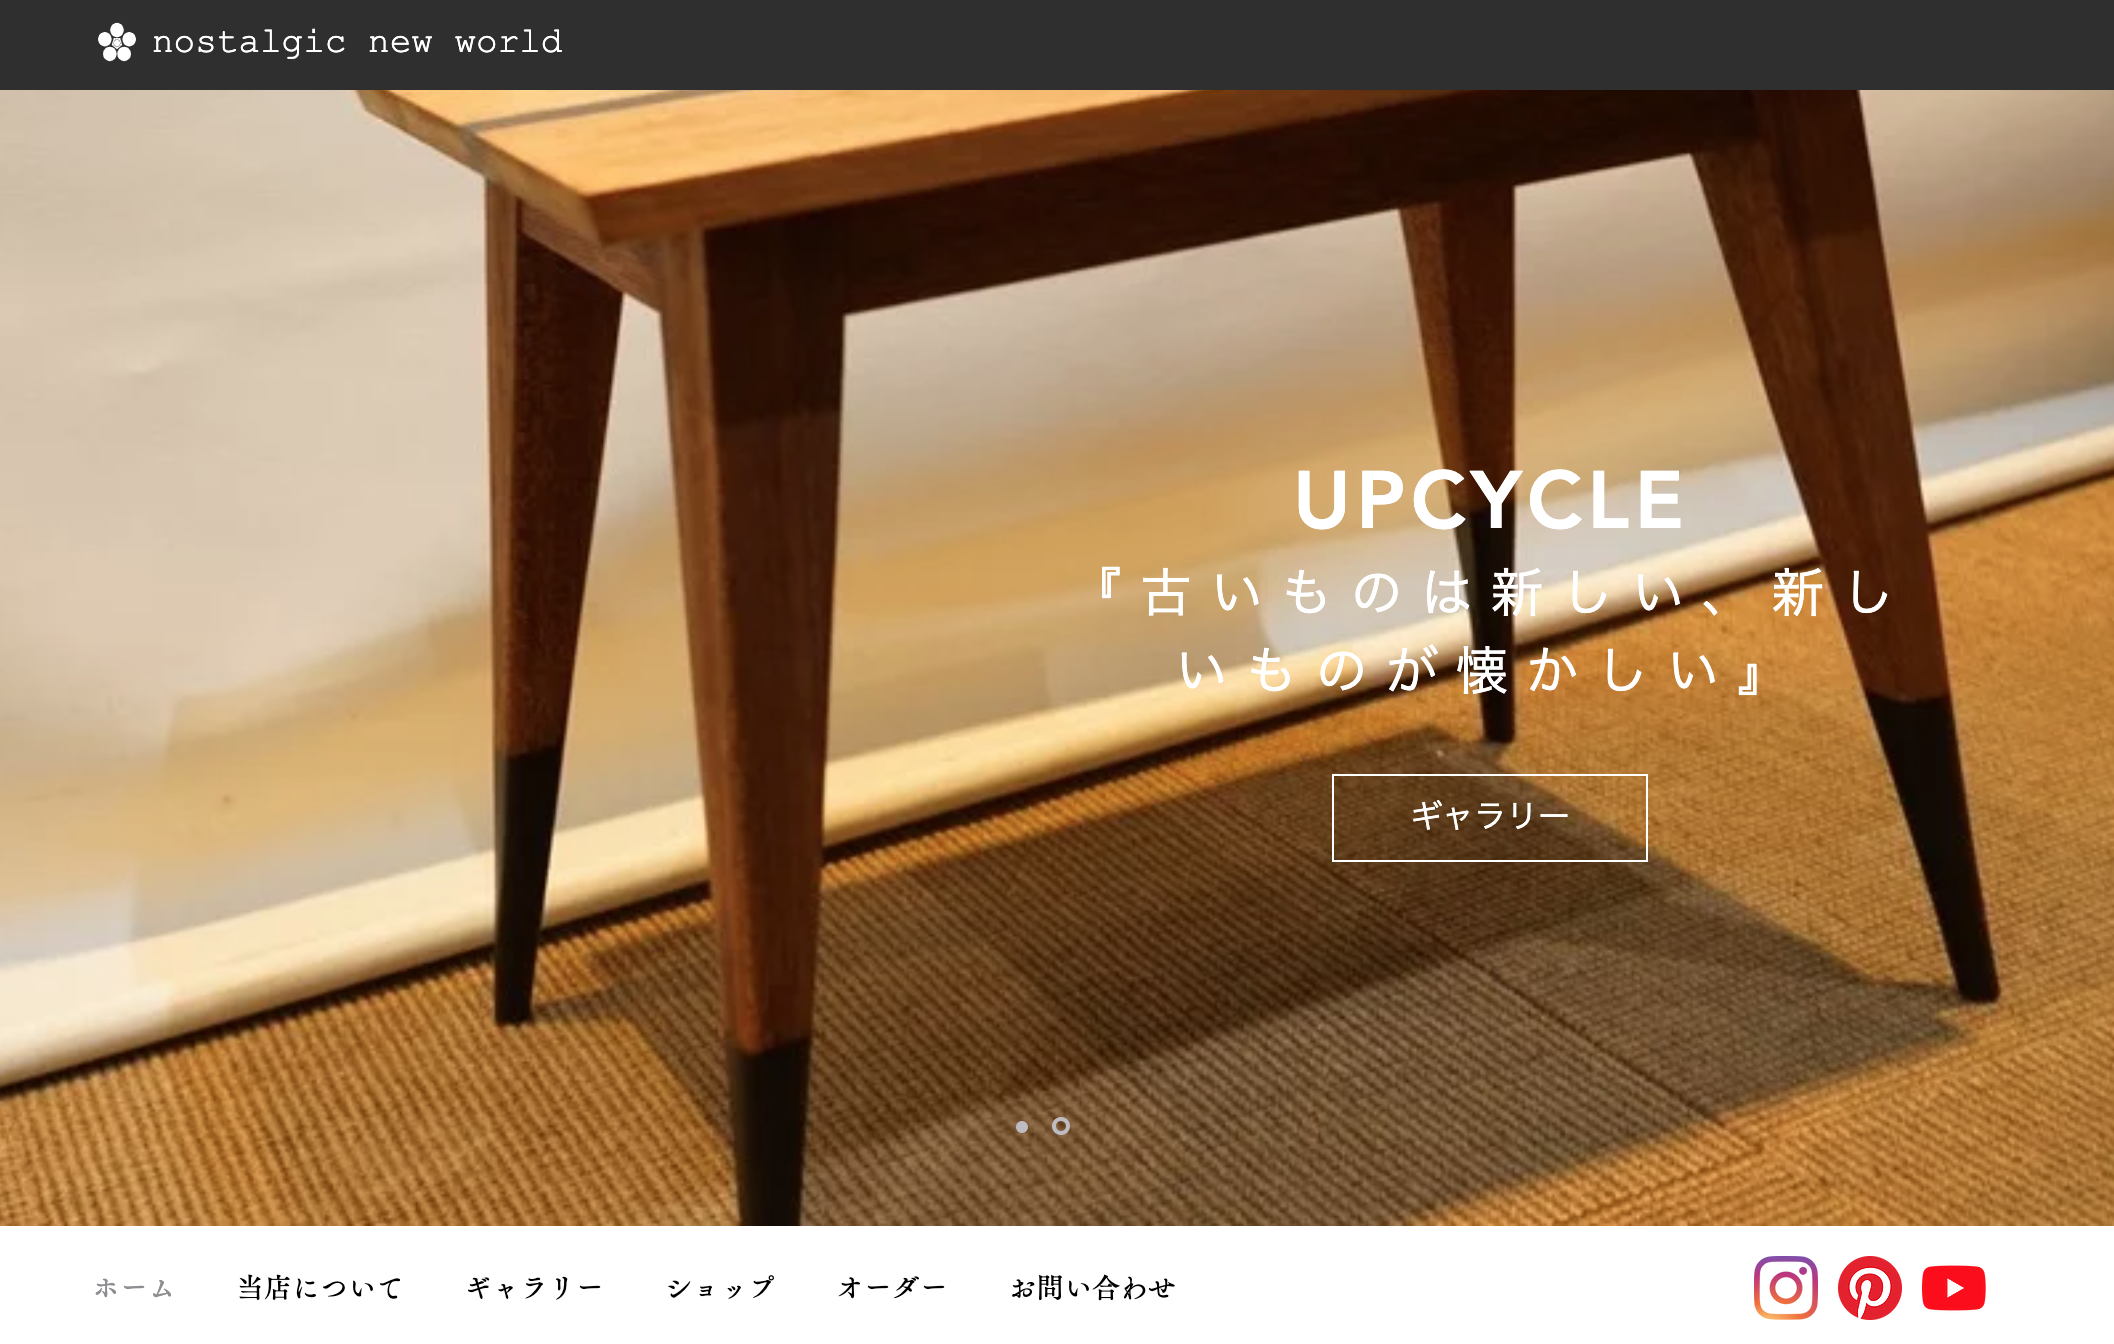 nostalgic new world
UPCYCLE
『古いものは新しい、新し
いものが懐かしい』
ギャラリー
ホーム 当店について ギャラリー ショップ オーダー お問い合わせ